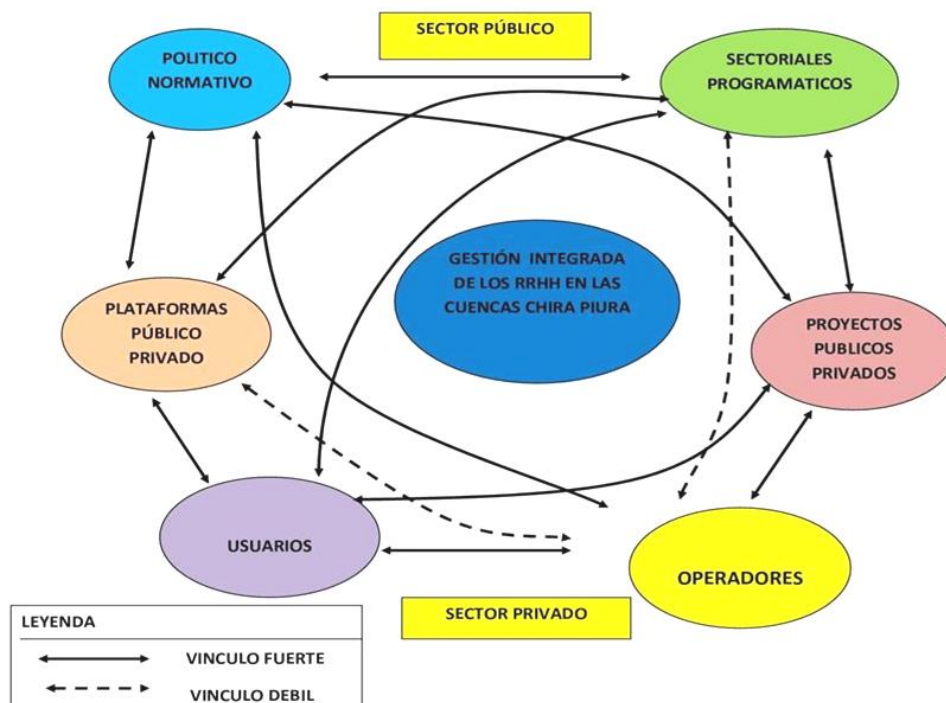 SECTOR PÚBLICO
POLITICO
NORMATIVO
SECTORIALES
PROGRAMATICOS
GESTIÓN INTEGRADA
DE LOS RRHH EN LAS
CUENCAS CHIRA PIURA
PLATAFORMAS
PÚBLICO
PRIVADO
PROYECTOS
PUBLICOS
PRIVADOS
USUARIOS
OPERADORES
SECTOR PRIVADO
LEYENDA
VINCULO FUERTE
VINCULO DEBIL